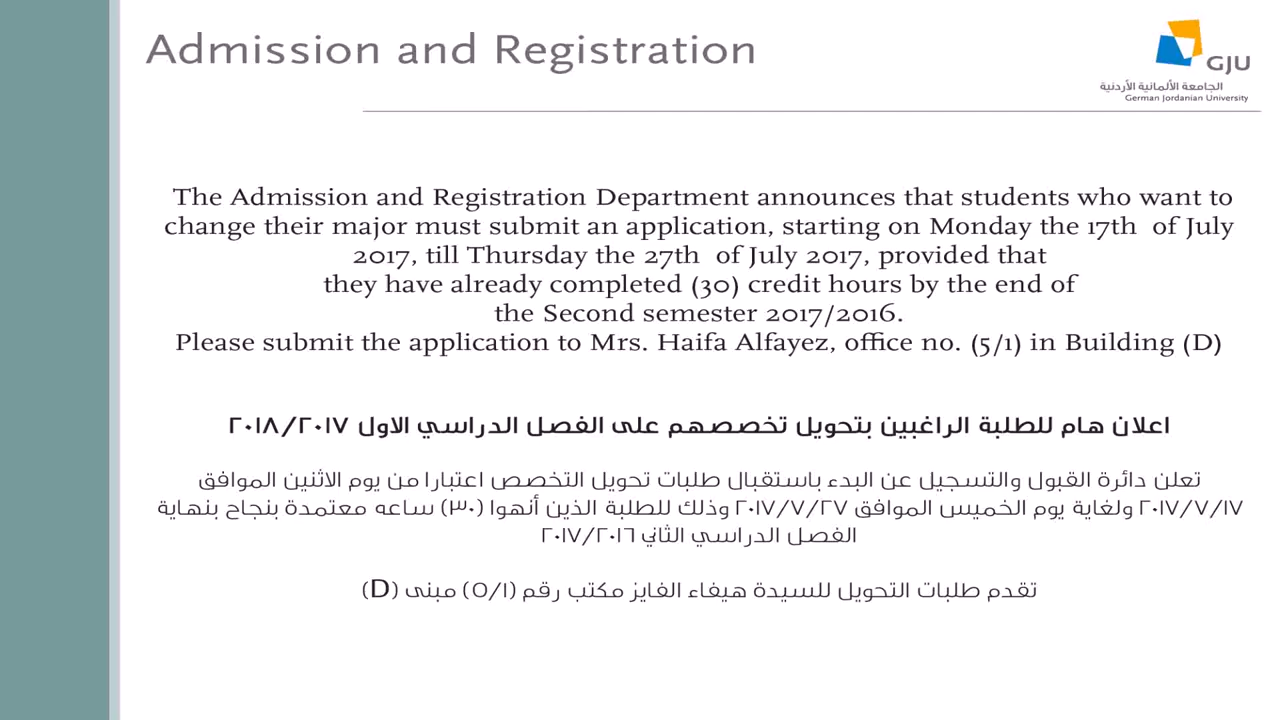 Admission and Registration
GJU
الجامعة الألمانية الأردنية
German Jordanian University
The Admission and Registration Department announces that students who want to
change their major must submit an application, starting on Monday the 17th of July
2017, till Thursday the 27th of July 2017, provided that
they have already completed (30) credit hours by the end of
the Second semester 2017/2016.
Please submit the application to Mrs. Haifa Alfayez, office no. (5/1) in Building (D)
اعلان هام للطلبة الراغبين بتحويل تخصصهم على الفصل الدراسي الاول ٢٠١٨/٢٠١٧
تعلن دائرة القبول والتسجيل عن البدء باستقبال طلبات تحويل التخصص اعتبارا من يوم الاثنين الموافق
٢٠١٧/٧/١٧ ولغاية يوم الخميس الموافق ٢٠١٧/٧/٢٧ وذلك للطلبة الذين أنهوا (٣٠) ساعه معتمدة بنجاح بنهاية
الفصل الدراسي الثاني ٢٠١٧/٢٠١٦
تقدم طلبات التحويل للسيدة هيفاء الفايز مكتب رقم (٥/١) مبنى (D)